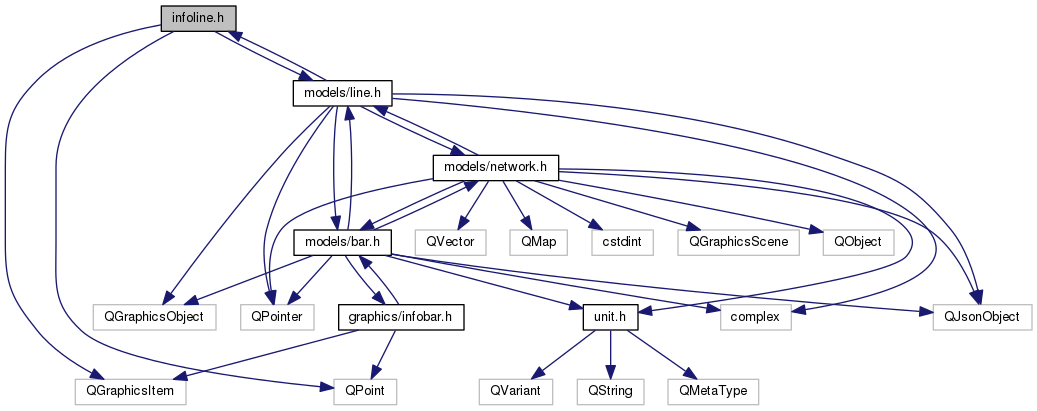 infoline.h
models/line.h
models/network.h
models/bar.h
QVector
QMap
cstdint
QGraphicsScene
QObject
QGraphicsObject
QPointer
graphics/infobar.h
unit.h
complex
QJsonObject
QGraphicsItem
QPoint
QVariant
QString
QMetaType